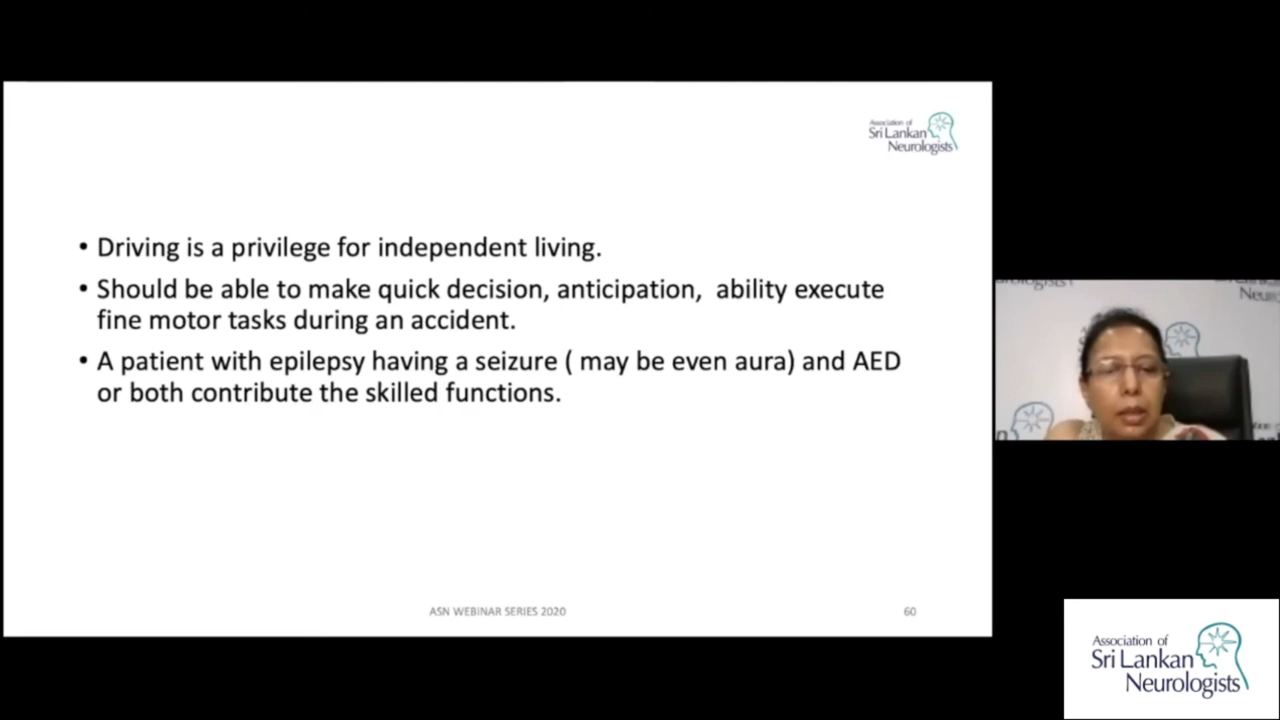 Association of
Sri Lankan
Neurologists
• Driving is a privilege for independent living.
• Should be able to make quick decision, anticipation,  ability execute
fine motor tasks during an accident.
• A patient with epilepsy having a seizure ( may be even aura) and AED
or both contribute the skilled functions.
ASN WEBINAR SERIES 2020
60
Association of
Sri Lankan
Neurologists